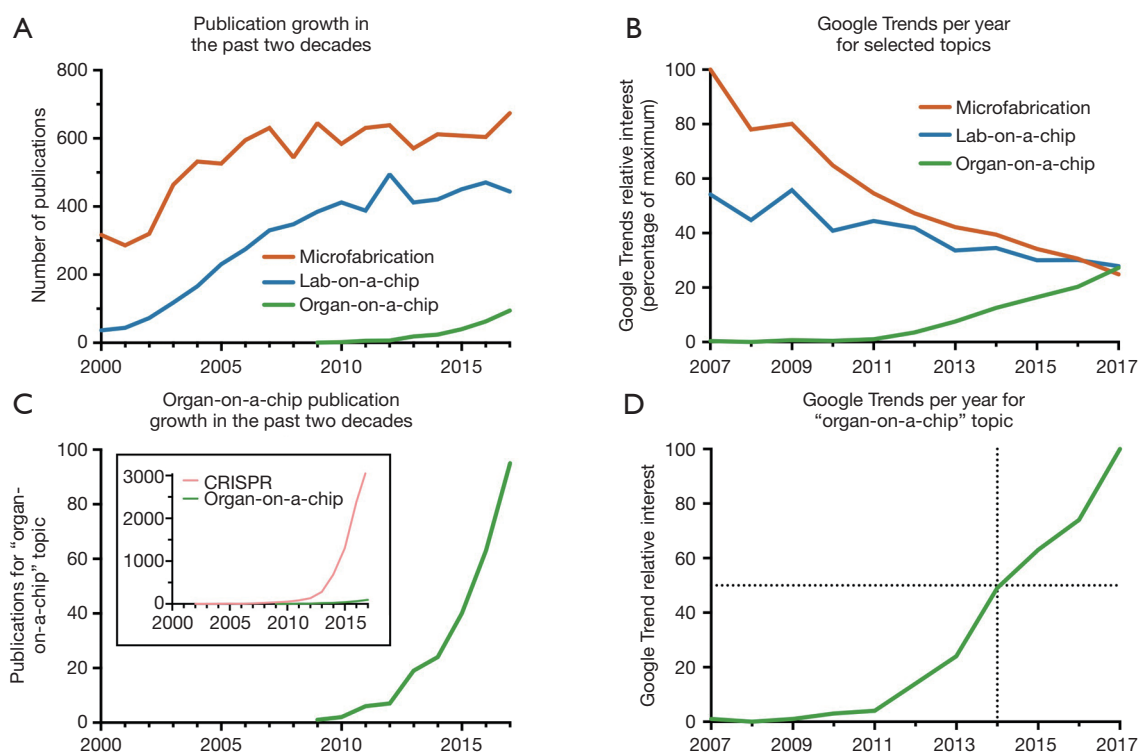 A
Publication growth in
the past two decades
Number of publications
800
600
400
200
0
2000
2005
2010
2015
Microfabrication
Lab-on-a-chip
Organ-on-a-chip
B
Google Trends per year
for selected topics
Google Trends relative interest
(percentage of maximum)
100
80
60
40
20
0
2007
2009
2011
2013
2015
2017
Microfabrication
Lab-on-a-chip
Organ-on-a-chip
C
Organ-on-a-chip publication
growth in the past two decades
Publications for “organ-
on-a-chip” topic
100
80
60
40
20
0
2000
2005
2010
2015
3000
2000
1000
0
2000
2005
2010
2015
CRISPR
Organ-on-a-chip
D
Google Trends per year for
“organ-on-a-chip” topic
Google Trend relative interest
100
80
60
40
20
0
2007
2009
2011
2013
2015
2017